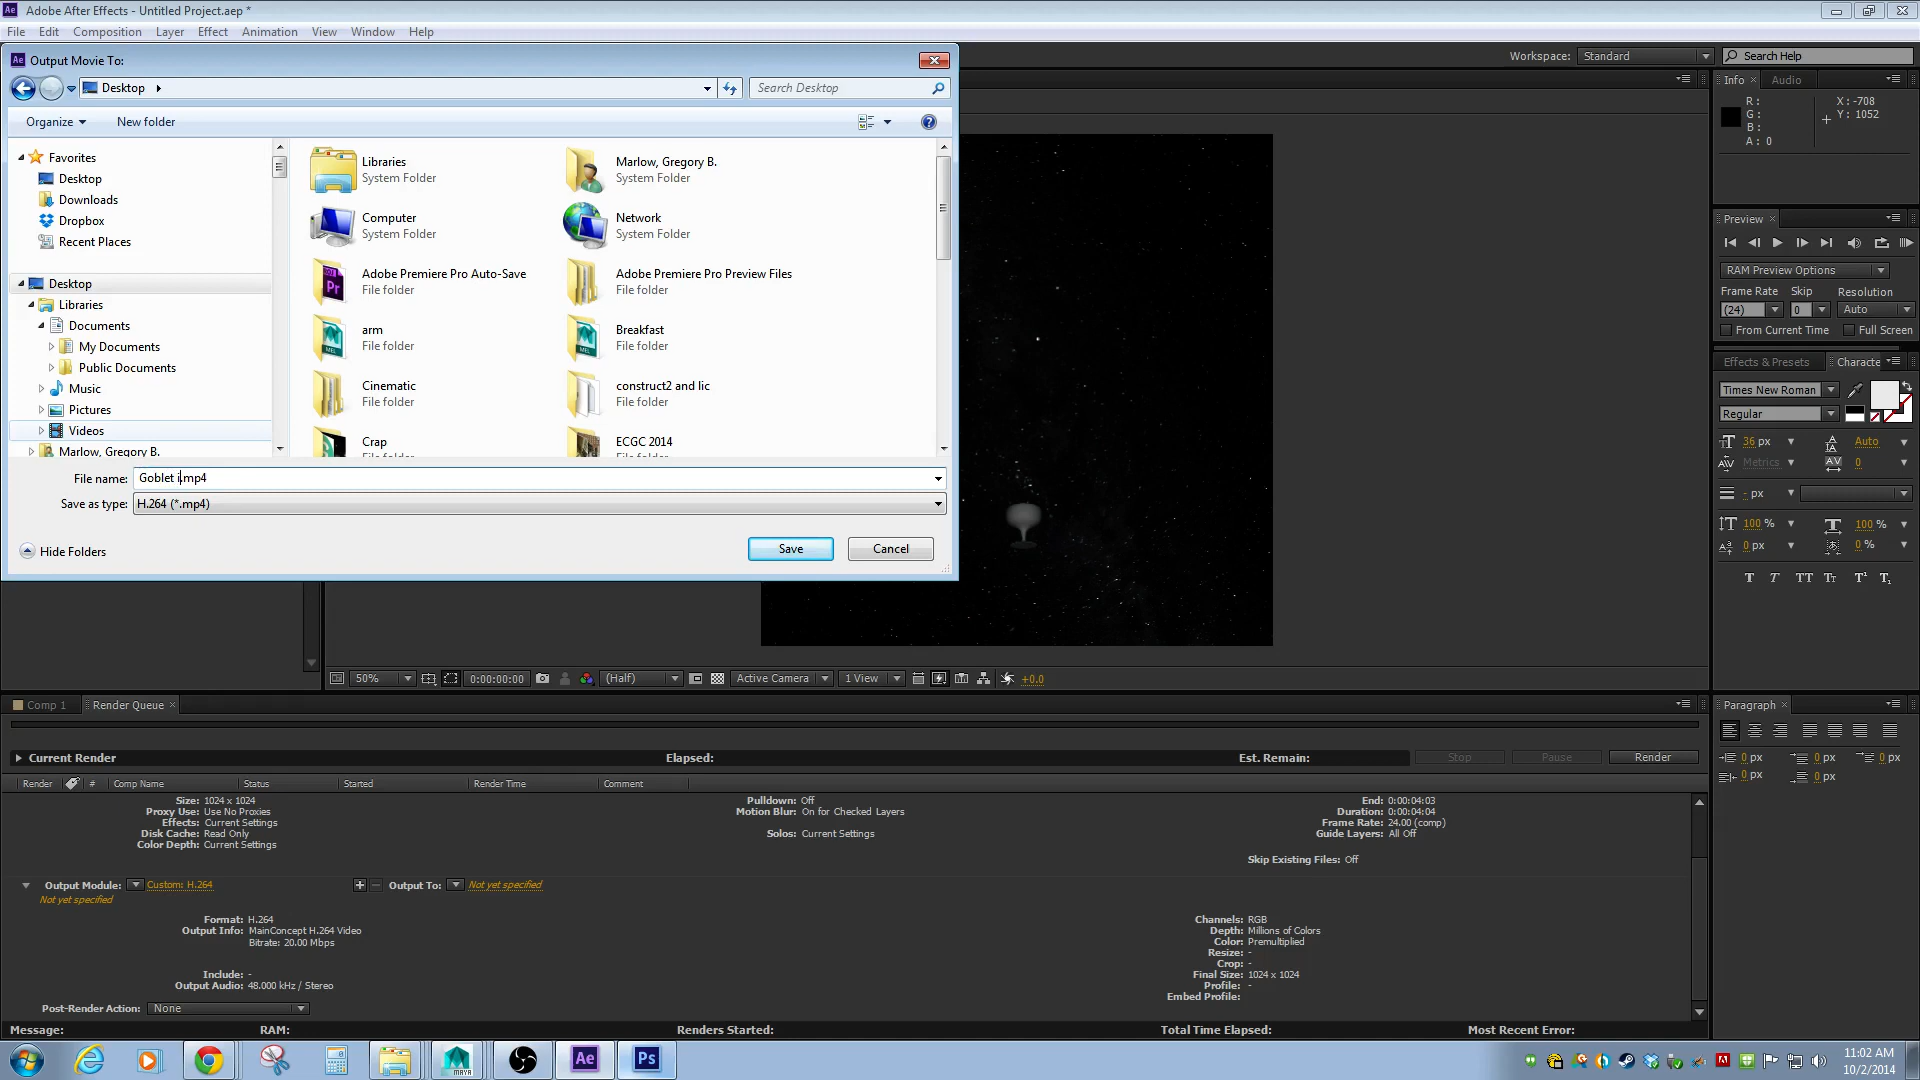 Adobe After Effects - Untitled Project.aep *
File Edit Composition Layer Effect Animation View Window Help
Output Movie To:
Workspace: Standard
Search Help
Desktop
Search Desktop
Info Audio
Organize New folder
R: X: -708
G: Y: 1052
B:
A: 0
Favorites
Desktop
Downloads
Dropbox
Recent Places
Desktop
Libraries
Documents
My Documents
Public Documents
Music
Pictures
Videos
Marlow, Gregory B.
Libraries
System Folder
Marlow, Gregory B.
System Folder
Computer
System Folder
Network
System Folder
Adobe Premiere Pro Auto-Save
File folder
Adobe Premiere Pro Preview Files
File folder
arm
File folder
Breakfast
File folder
Cinematic
File folder
construct2 and lic
File folder
Crap
File folder
ECGC 2014
File folder
File name: Goblet i.mp4
Save as type: H.264 (*.mp4)
Hide Folders
Save Cancel
Preview
RAM Preview Options
Frame Rate Skip Resolution
(24) 0 Auto
From Current Time Full Screen
Effects & Presets Characte
Times New Roman
Regular
36 px Auto
Metrics 0
- px
100 % 100 %
0 px 0 %
T T TT Tt T¹ T₁
50% 0:00:00:00 (Half) Active Camera 1 View +0.0
Comp 1 Render Queue
Paragraph
0 px 0 px 0 px
0 px 0 px
Current Render Elapsed: Est. Remain: Stop Pause Render
Render # Comp Name Status Started Render Time Comment
Size: 1024 x 1024
Proxy Use: Use No Proxies
Effects: Current Settings
Disk Cache: Read Only
Color Depth: Current Settings
Pulldown: Off
Motion Blur: On for Checked Layers
Solos: Current Settings
End: 0:00:04:03
Duration: 0:00:04:04
Frame Rate: 24.00 (comp)
Guide Layers: All Off
Skip Existing Files: Off
Output Module: Custom: H.264 Output To: Not yet specified
Not yet specified
Format: H.264
Output Info: MainConcept H.264 Video
Bitrate: 20.00 Mbps
Include: -
Output Audio: 48.000 kHz / Stereo
Channels: RGB
Depth: Millions of Colors
Color: Premultiplied
Resize: -
Crop: -
Final Size: 1024 x 1024
Profile: -
Embed Profile:
Post-Render Action: None
Message: RAM: Renders Started: Total Time Elapsed: Most Recent Error:
11:02 AM
10/2/2014